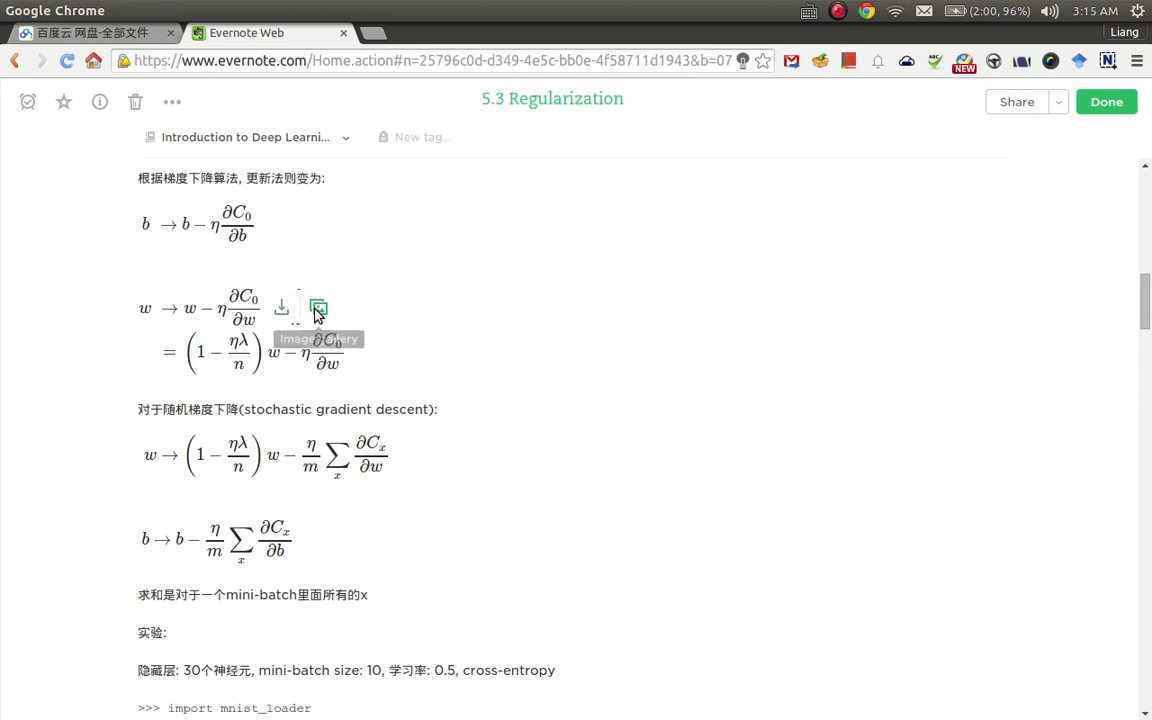 Google Chrome (2:00, 96%) 3:15 AM
百度云 网盘-全部文件 × Evernote Web × Liang
https://www.evernote.com/Home.action#n=25796c0d-d349-4e5c-bb0e-4f58711d1943&b=07 ABC NEW N
5.3 Regularization Share Done
Introduction to Deep Learni... New tag...
根据梯度下降算法, 更新法则变为:
b → b − η ∂C₀/∂b
w → w − η ∂C₀/∂w
Image gallery
= (1 − ηλ/n) w − η ∂C₀/∂w
对于随机梯度下降(stochastic gradient descent):
w → (1 − ηλ/n) w − η/m ∑ₓ ∂Cₓ/∂w
b → b − η/m ∑ₓ ∂Cₓ/∂b
求和是对于一个mini-batch里面所有的x
实验:
隐藏层: 30个神经元, mini-batch size: 10, 学习率: 0.5, cross-entropy
>>> import mnist_loader